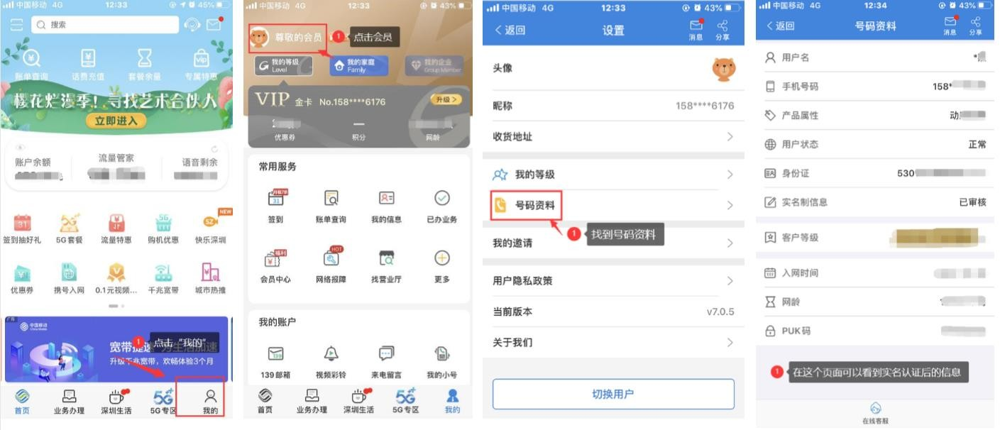 中国移动 4G 12:33 45%
搜索
账单查询 话费充值 套餐余量 专属特惠
樱花烂漫季！寻找艺术合伙人
立即进入
账户余额 流量管家 语音剩余
NEW
签到抽好礼 5G套餐 流量特惠 购机优惠 快乐深圳
优惠券 携号入网 0.1元视频... 千兆宽带 城市热推
广告
中国移动
China Mobile
1 点击“我的”
宽带提速 为生活加速
升级千兆宽带，欢畅体验3个月
首页 业务办理 深圳生活 5G专区 我的
中国移动 4G 12:33 43%
尊敬的会员
1 点击会员
我的等级 我的家庭 我的企业
Level Family Group Member
VIP 金卡 No.158****6176 升级 >
优惠券 积分 网龄
常用服务
月租7折
签到 账单查询 我的信息 已办业务
福利 HOT
会员中心 网络报障 找营业厅 更多
我的账户
139邮箱 视频彩铃 来电留言 我的小号
首页 业务办理 深圳生活 5G专区 我的
中国移动 4G 12:33 43%
返回 设置 消息 分享
头像
昵称 158****6176
收货地址
我的等级
号码资料
1 找到号码资料
我的邀请
用户隐私政策
当前版本 v7.0.5
关于我们
切换用户
中国移动 4G 12:34 43%
返回 号码资料 消息 分享
用户名
手机号码 158*
产品属性 动
用户状态 正常
身份证 530
实名制信息 已审核
客户等级
入网时间
网龄
PUK码
1 在这个页面可以看到实名认证后的信息
在线客服